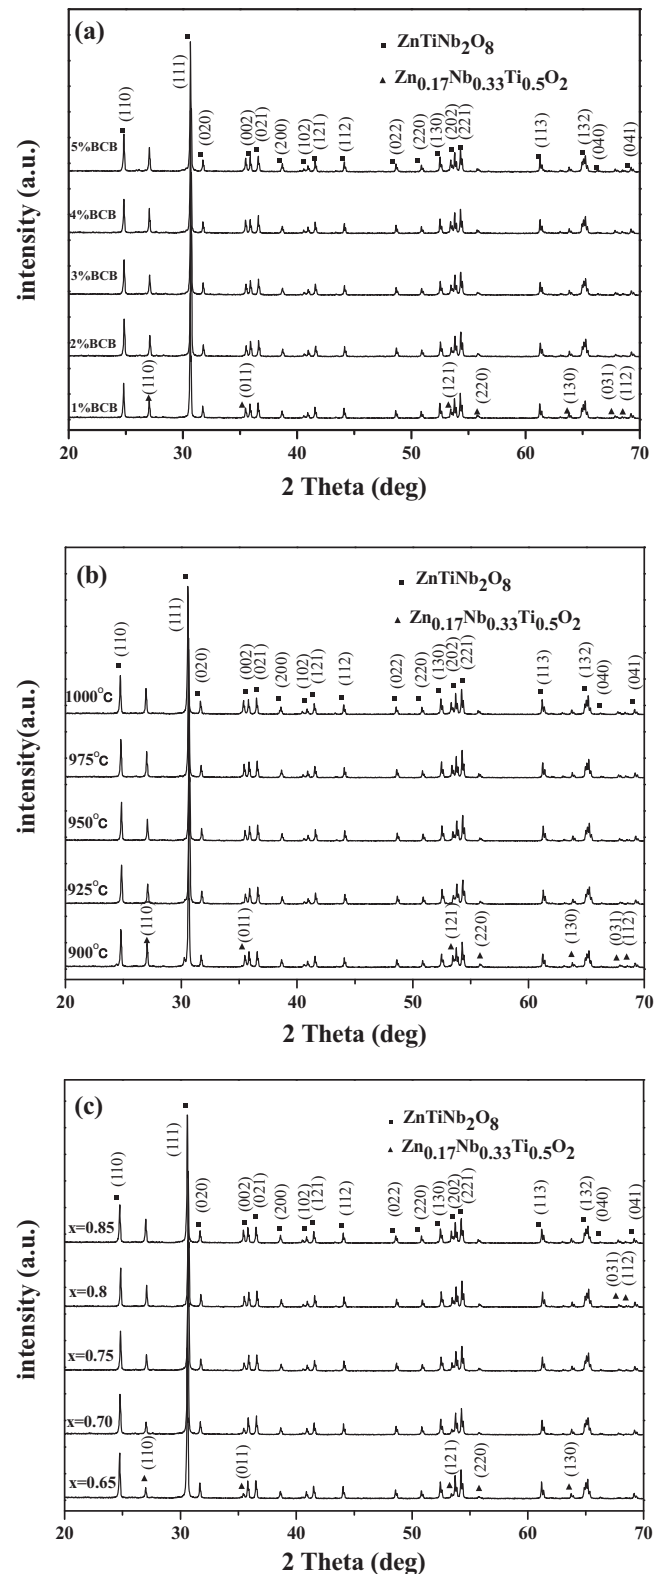 (a)
■ ZnTiNb2O8
▲ Zn0.17Nb0.33Ti0.5O2
(110)
(111)
(020)
(002)
(021)
(200)
(102)
(121)
(112)
(022)
(220)
(130)
(202)
(221)
(113)
(132)
(040)
(041)
5%BCB
4%BCB
3%BCB
2%BCB
1%BCB
(110)
(011)
(121)
(220)
(130)
(031)
(112)
intensity (a.u.)
20 30 40 50 60 70
2 Theta (deg)
(b)
■ ZnTiNb2O8
▲ Zn0.17Nb0.33Ti0.5O2
(110)
(111)
(020)
(002)
(021)
(200)
(102)
(121)
(112)
(022)
(220)
(130)
(202)
(221)
(113)
(132)
(040)
(041)
1000°C
975°C
950°C
925°C
900°C
(110)
(011)
(121)
(220)
(130)
(031)
(112)
intensity(a.u.)
20 30 40 50 60 70
2 Theta (deg)
(c)
■ ZnTiNb2O8
▲ Zn0.17Nb0.33Ti0.5O2
(110)
(111)
(020)
(002)
(021)
(200)
(102)
(121)
(112)
(022)
(220)
(130)
(202)
(221)
(113)
(132)
(040)
(041)
x=0.85
x=0.8
(031)
(112)
x=0.75
x=0.70
x=0.65
(110)
(011)
(121)
(220)
(130)
intensity (a.u.)
20 30 40 50 60 70
2 Theta (deg)